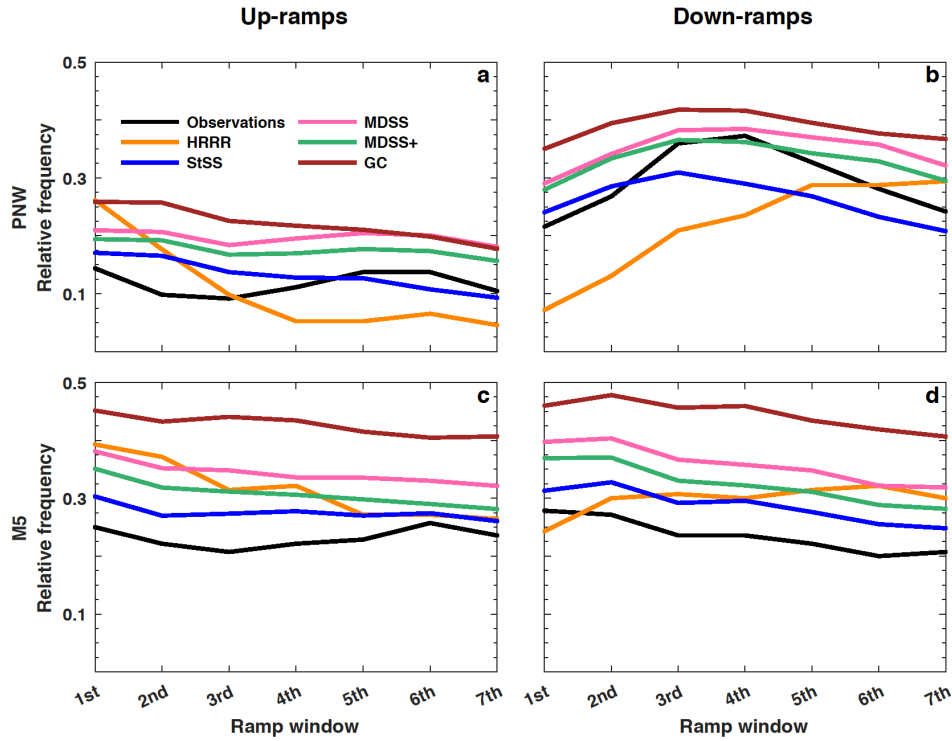 Up-ramps
Down-ramps
PNW
Relative frequency
0.5
0.3
0.1
a
Observations
HRRR
StSS
MDSS
MDSS+
GC
b
M5
Relative frequency
0.5
0.3
0.1
c
d
1st 2nd 3rd 4th 5th 6th 7th
Ramp window
1st 2nd 3rd 4th 5th 6th 7th
Ramp window